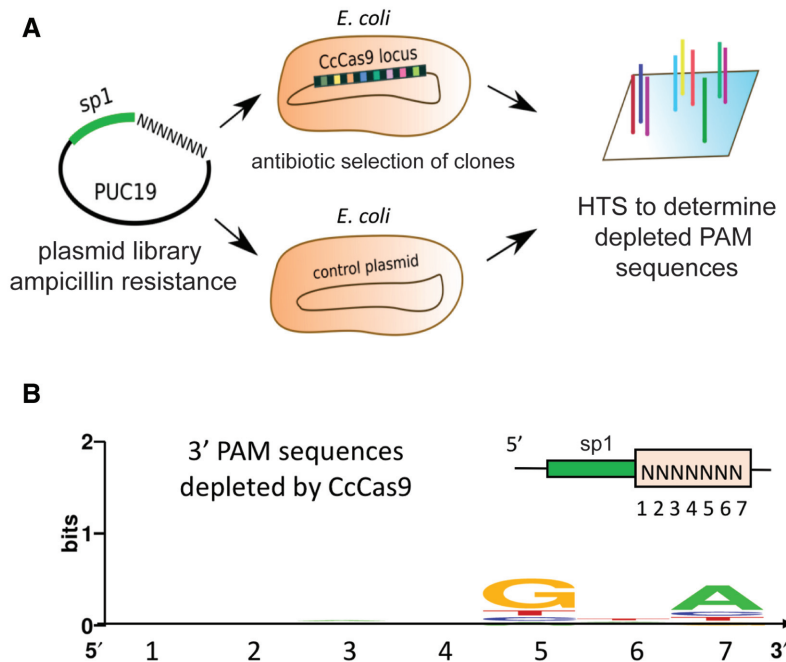 A
E. coli
CcCas9 locus
sp1
NNNNNNN
PUC19
plasmid library
ampicillin resistance
antibiotic selection of clones
E. coli
control plasmid
HTS to determine
depleted PAM
sequences
B
3’ PAM sequences
depleted by CcCas9
5’
sp1
NNNNNNN
1 2 3 4 5 6 7
bits
2
1
0
G
T
C
A
C
T
5′ 1 2 3 4 5 6 7 3′